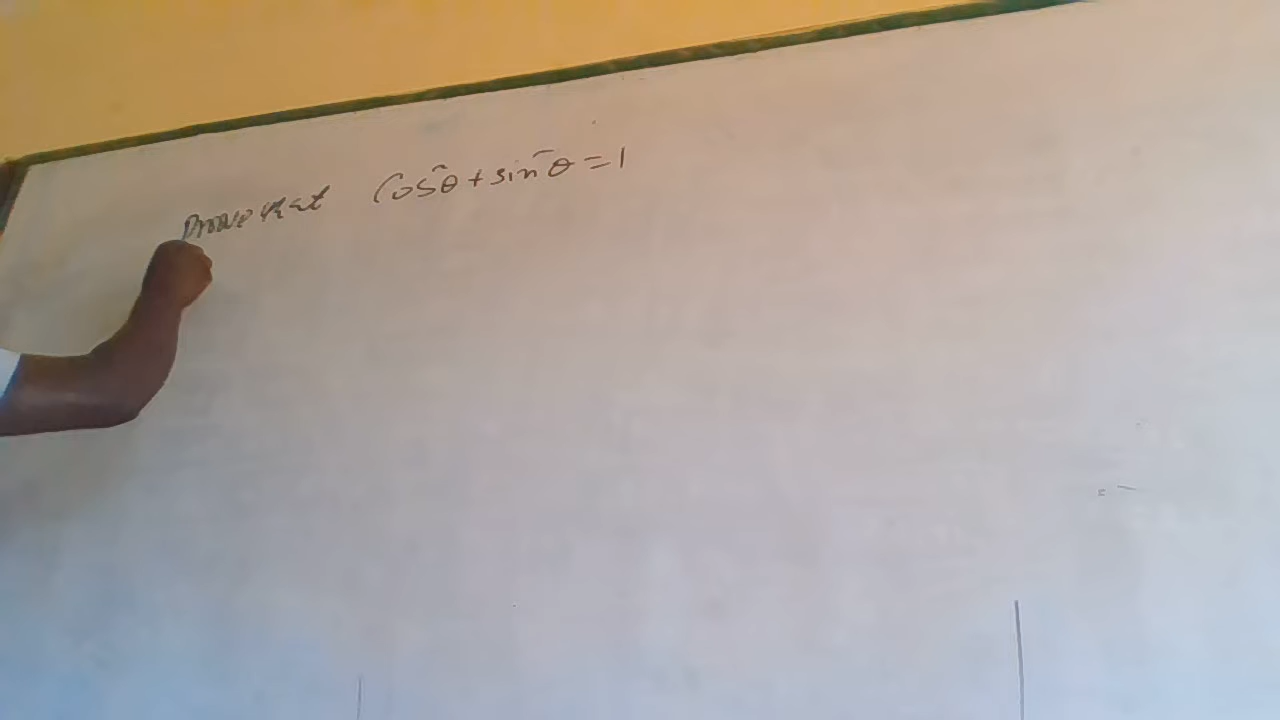 Prove that cos²θ + sin²θ = 1